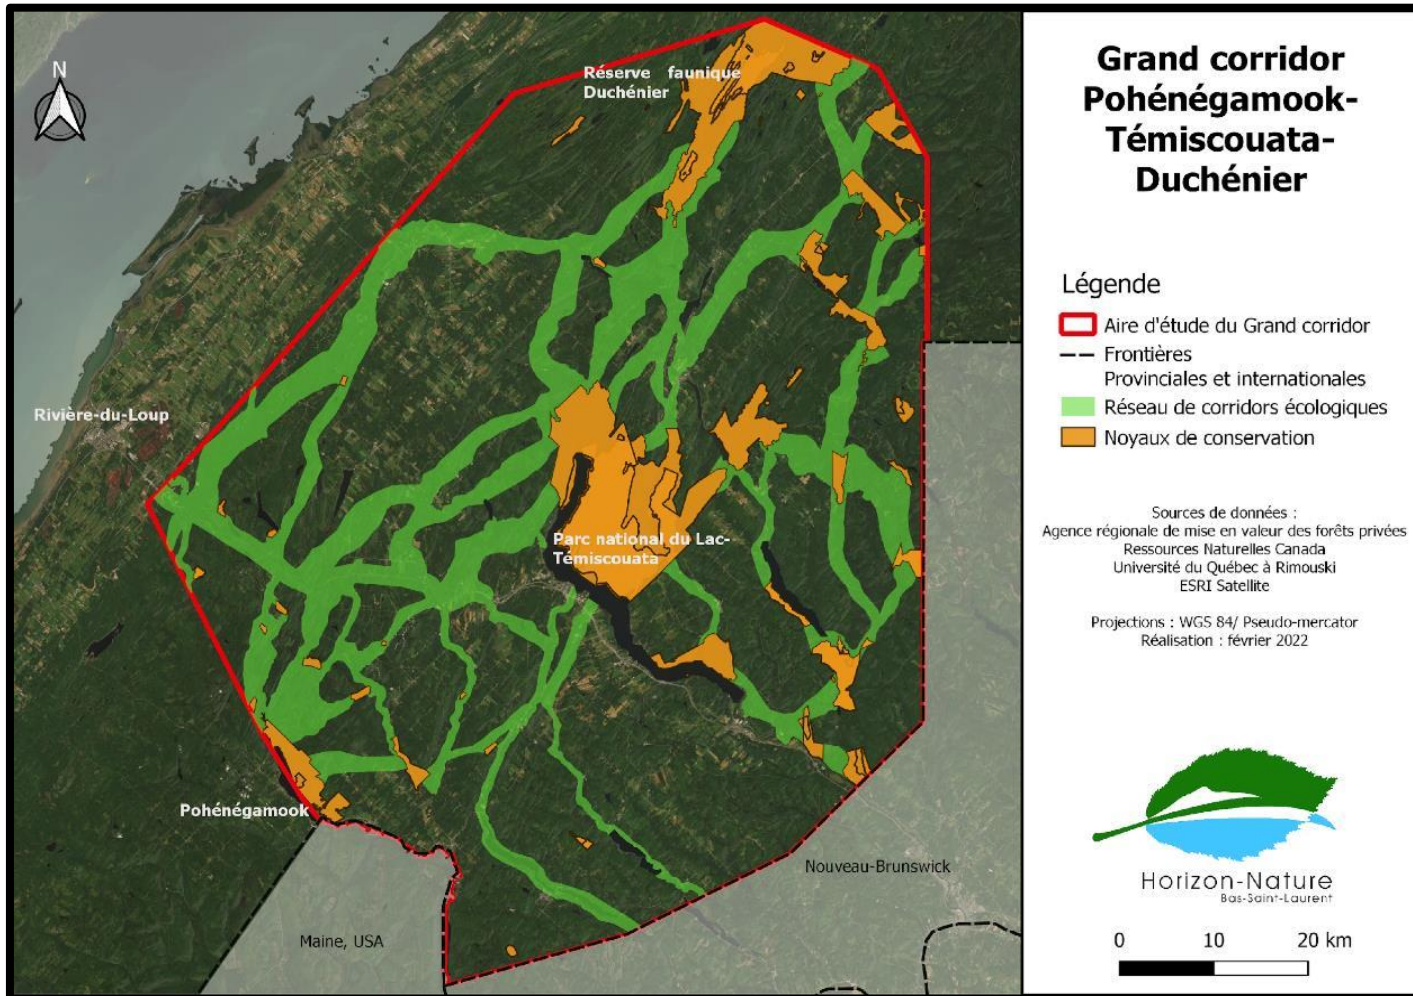 Grand corridor
Pohénégamook-
Témiscouata-
Duchénier
Légende
Aire d'étude du Grand corridor
Frontières
Provinciales et internationales
Réseau de corridors écologiques
Noyaux de conservation
Sources de données :
Agence régionale de mise en valeur des forêts privées
Ressources Naturelles Canada
Université du Québec à Rimouski
ESRI Satellite
Projections : WGS 84/ Pseudo-mercator
Réalisation : février 2022
Horizon-Nature
Bas-Saint-Laurent
0 10 20 km
N
Réserve faunique
Duchénier
Rivière-du-Loup
Parc national du Lac-
Témiscouata
Pohénégamook
Nouveau-Brunswick
Maine, USA